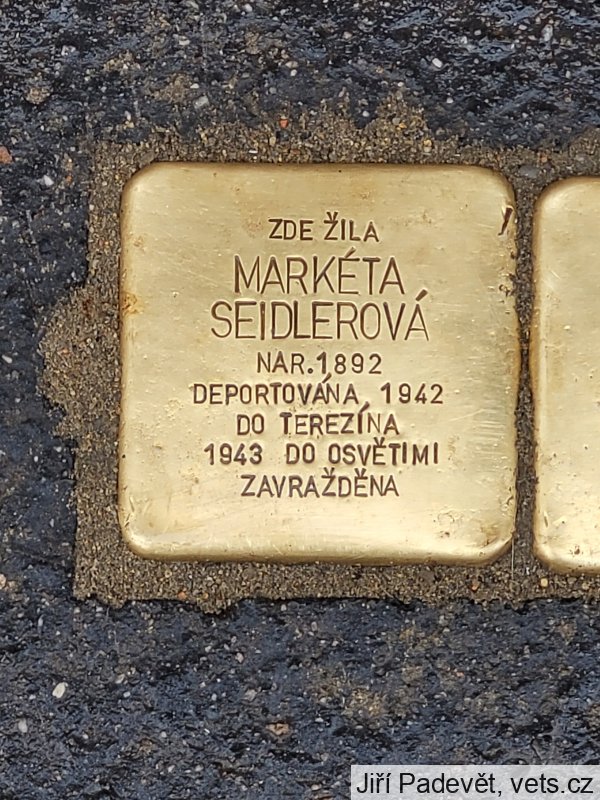 ZDE ŽILA
MARKÉTA
SEIDLEROVÁ
NAR.1892
DEPORTOVÁNA 1942
DO TEREZÍNA
1943 DO OSVĚTIMI
ZAVRAŽDĚNA
Jiří Padevět, vets.cz